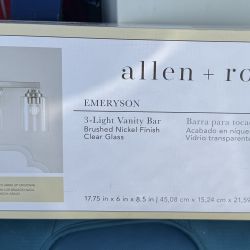 allen + ro
EMERYSON
3-Light Vanity Bar
Brushed Nickel Finish
Clear Glass
Barra para toca
Acabado en níque
Vidrio transparente
17.75 in x 6 in x 8.5 in / 45,08 cm x 15,24 cm x 21,59